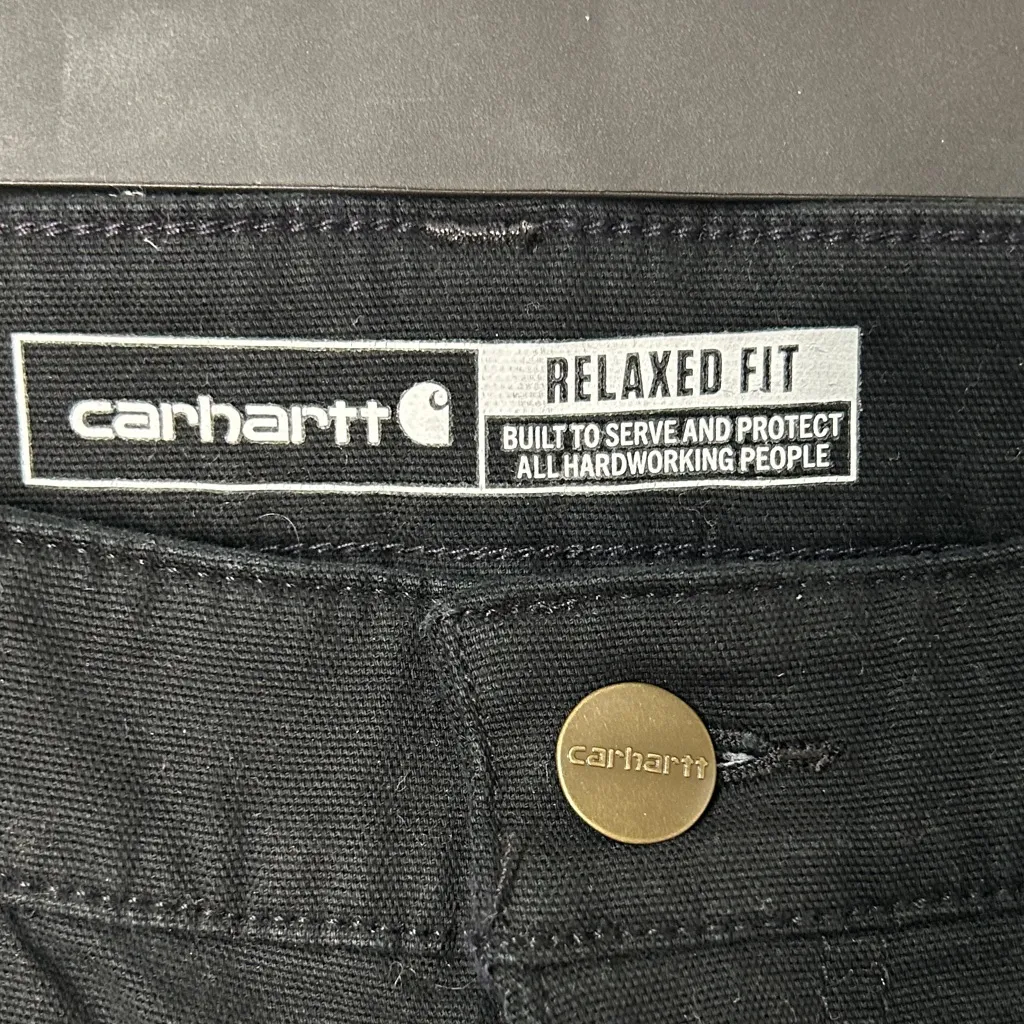 carhartt
RELAXED FIT
BUILT TO SERVE AND PROTECT
ALL HARDWORKING PEOPLE
carhartt